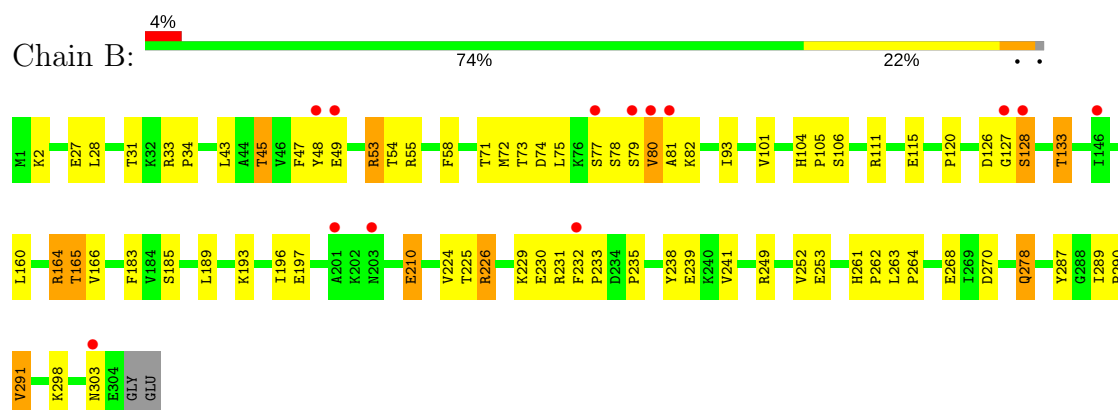 4%
Chain B:
74% 22% • •
M1 K2 E27 L28 T31 K32 R33 P34 L43 A44 T45 V46 F47 Y48 E49 R53 T54 R55 F58 T71 M72 T73 D74 L75 K76 S77 S78 S79 V80 A81 K82 I93 V101 H104 P105 S106 R111 E115 P120 D126 G127 S128 T133 I146
L160 R164 T165 V166 F183 V184 S185 L189 K193 I196 E197 A201 K202 N203 E210 V224 T225 R226 K229 E230 R231 F232 P233 D234 P235 Y238 E239 K240 V241 R249 V252 E253 H261 P262 L263 P264 E268 I269 D270 Q278 Y287 G288 I289 P290
V291 K298 N303 E304 GLY GLU